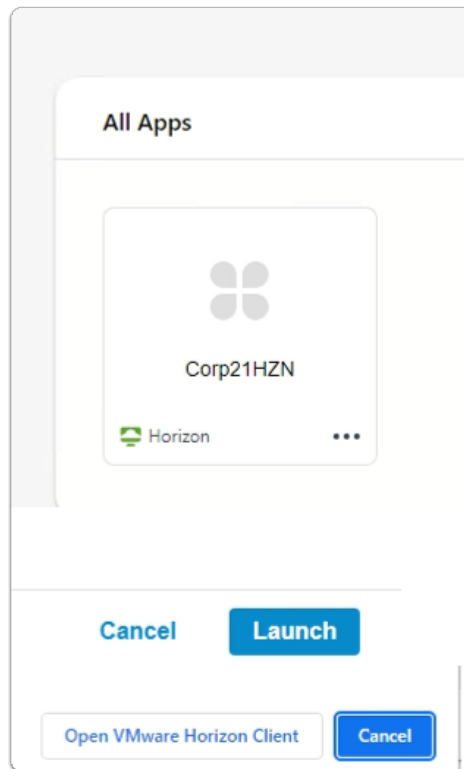 All Apps
Corp21HZN
Horizon
Cancel Launch
Open VMware Horizon Client Cancel